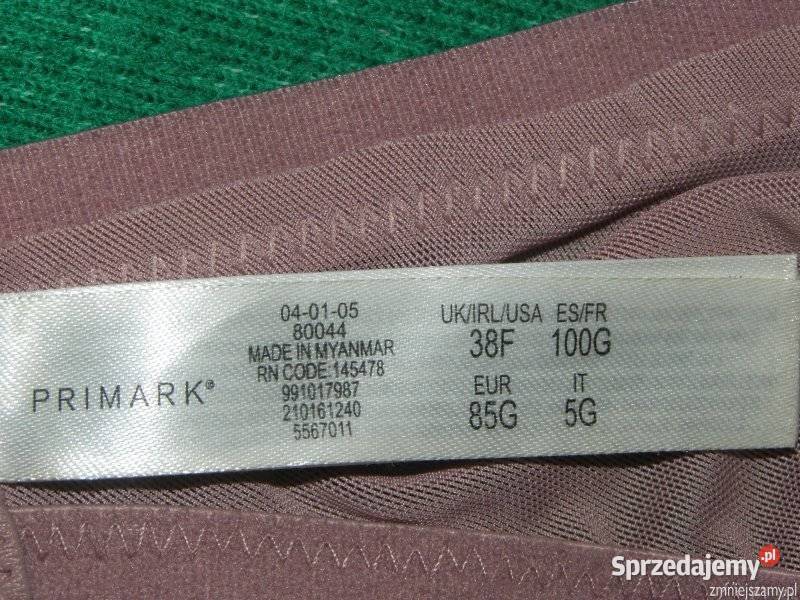 PRIMARK®
04-01-05
80044
MADE IN MYANMAR
RN CODE:145478
991017987
210161240
5567011
UK/IRL/USA ES/FR
38F 100G
EUR IT
85G 5G
Sprzedajemy.pl
zmniejszamy.pl